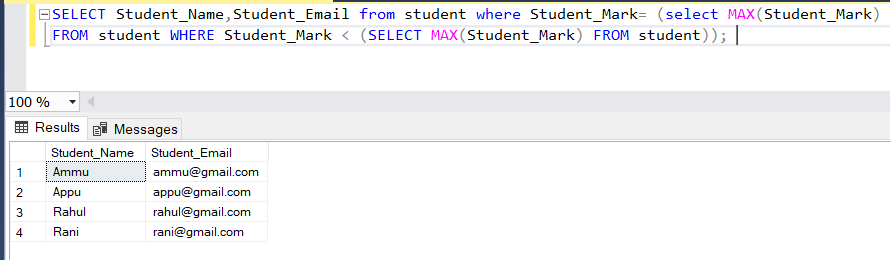 SELECT Student_Name,Student_Email from student where Student_Mark= (select MAX(Student_Mark)
FROM student WHERE Student_Mark < (SELECT MAX(Student_Mark) FROM student));
100 %
Results Messages
Student_Name Student_Email
1 Ammu ammu@gmail.com
2 Appu appu@gmail.com
3 Rahul rahul@gmail.com
4 Rani rani@gmail.com